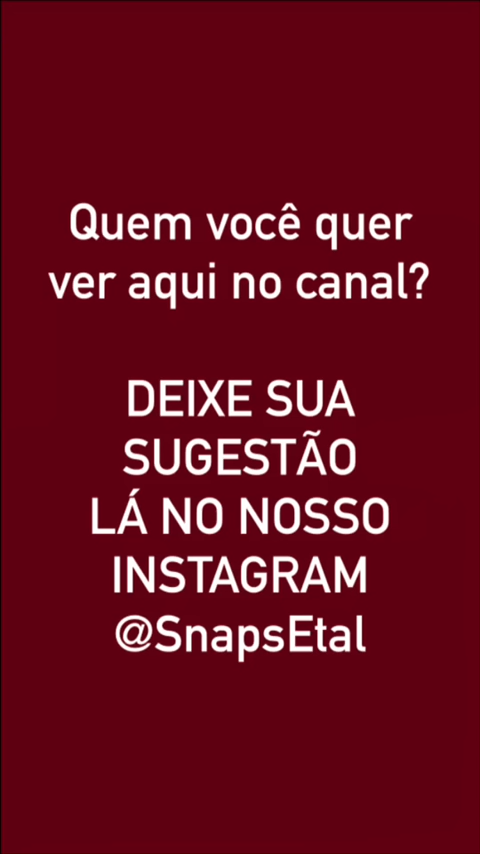 Quem você quer
ver aqui no canal?
DEIXE SUA
SUGESTÃO
LÁ NO NOSSO
INSTAGRAM
@SnapsEtal